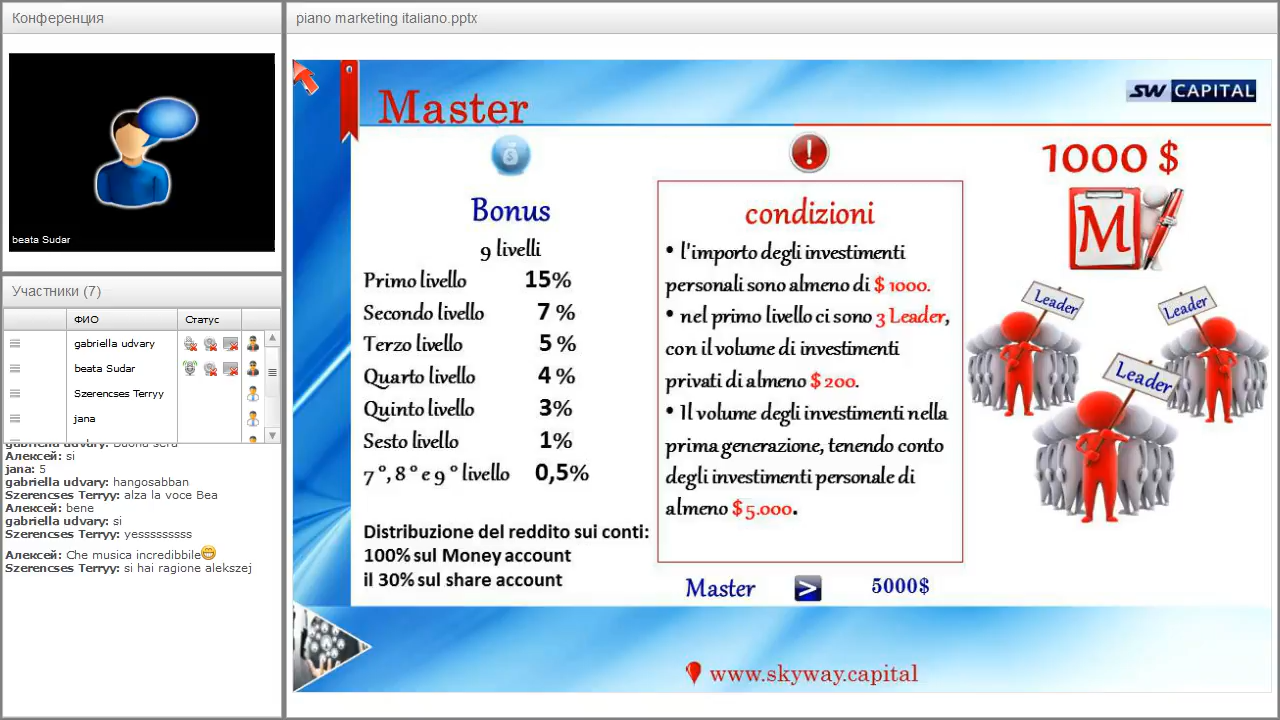 Конференция
piano marketing italiano.pptx
beata Sudar
Участники (7)
ФИО Статус
gabriella udvary
beata Sudar
Szerencses Terryy
jana
gabriella udvary: Buona sera
Алексей: si
jana: 5
gabriella udvary: hangosabban
Szerencses Terryy: alza la voce Bea
Алексей: bene
gabriella udvary: si
Szerencses Terryy: yesssssssss
Алексей: Che musica incredibbile
Szerencses Terryy: si hai ragione alekszej
Master
SW CAPITAL
Bonus
9 livelli
Primo livello 15%
Secondo livello 7 %
Terzo livello 5 %
Quarto livello 4 %
Quinto livello 3%
Sesto livello 1%
7 °, 8 ° e 9 ° livello 0,5%
Distribuzione del reddito sui conti:
100% sul Money account
il 30% sul share account
!
condizioni
• l'importo degli investimenti
personali sono almeno di $ 1000.
• nel primo livello ci sono 3 Leader,
con il volume di investimenti
privati di almeno $ 200.
• Il volume degli investimenti nella
prima generazione, tenendo conto
degli investimenti personale di
almeno $ 5.000.
Master > 5000$
1000 $
M
Leader
Leader
Leader
www.skyway.capital